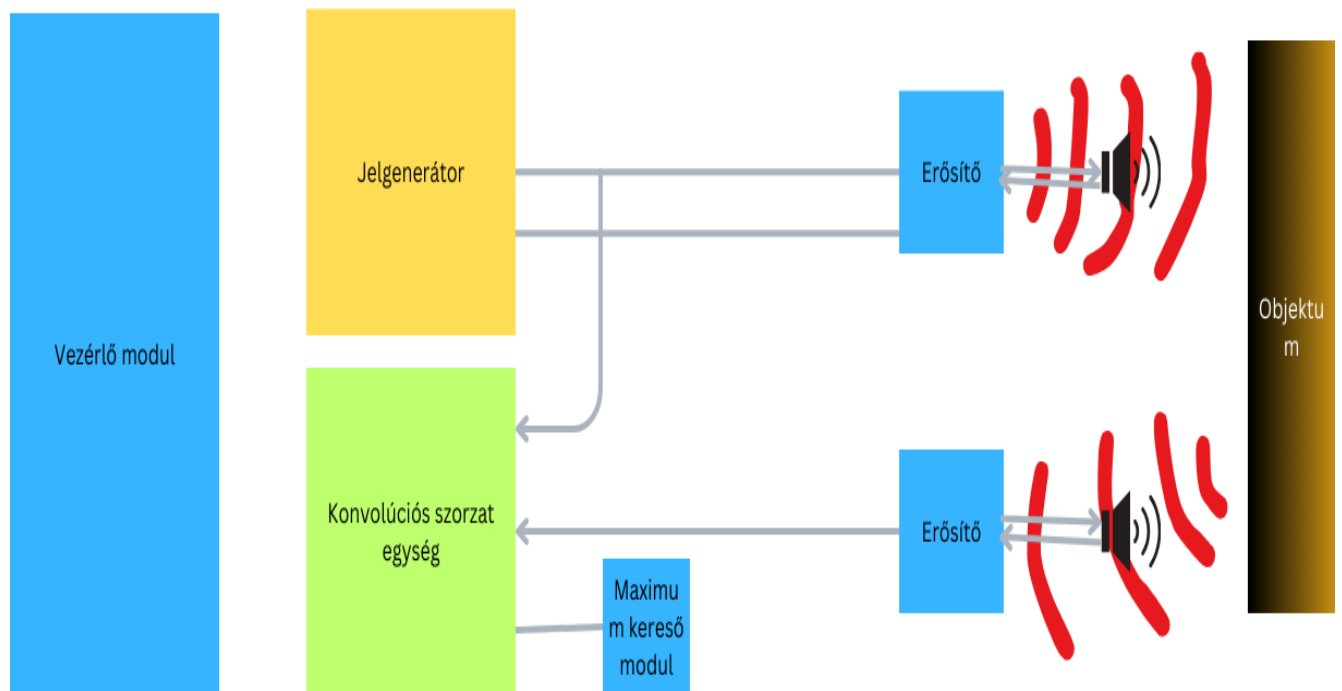 Vezérlő modul
Jelgenerátor
Konvolúciós szorzat
egység
Maximu
m kereső
modul
Erősítő
Erősítő
Objektu
m